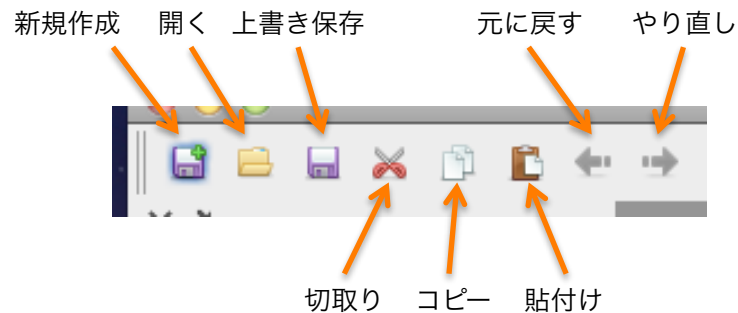 新規作成
開く
上書き保存
元に戻す
やり直し
切取り
コピー
貼付け